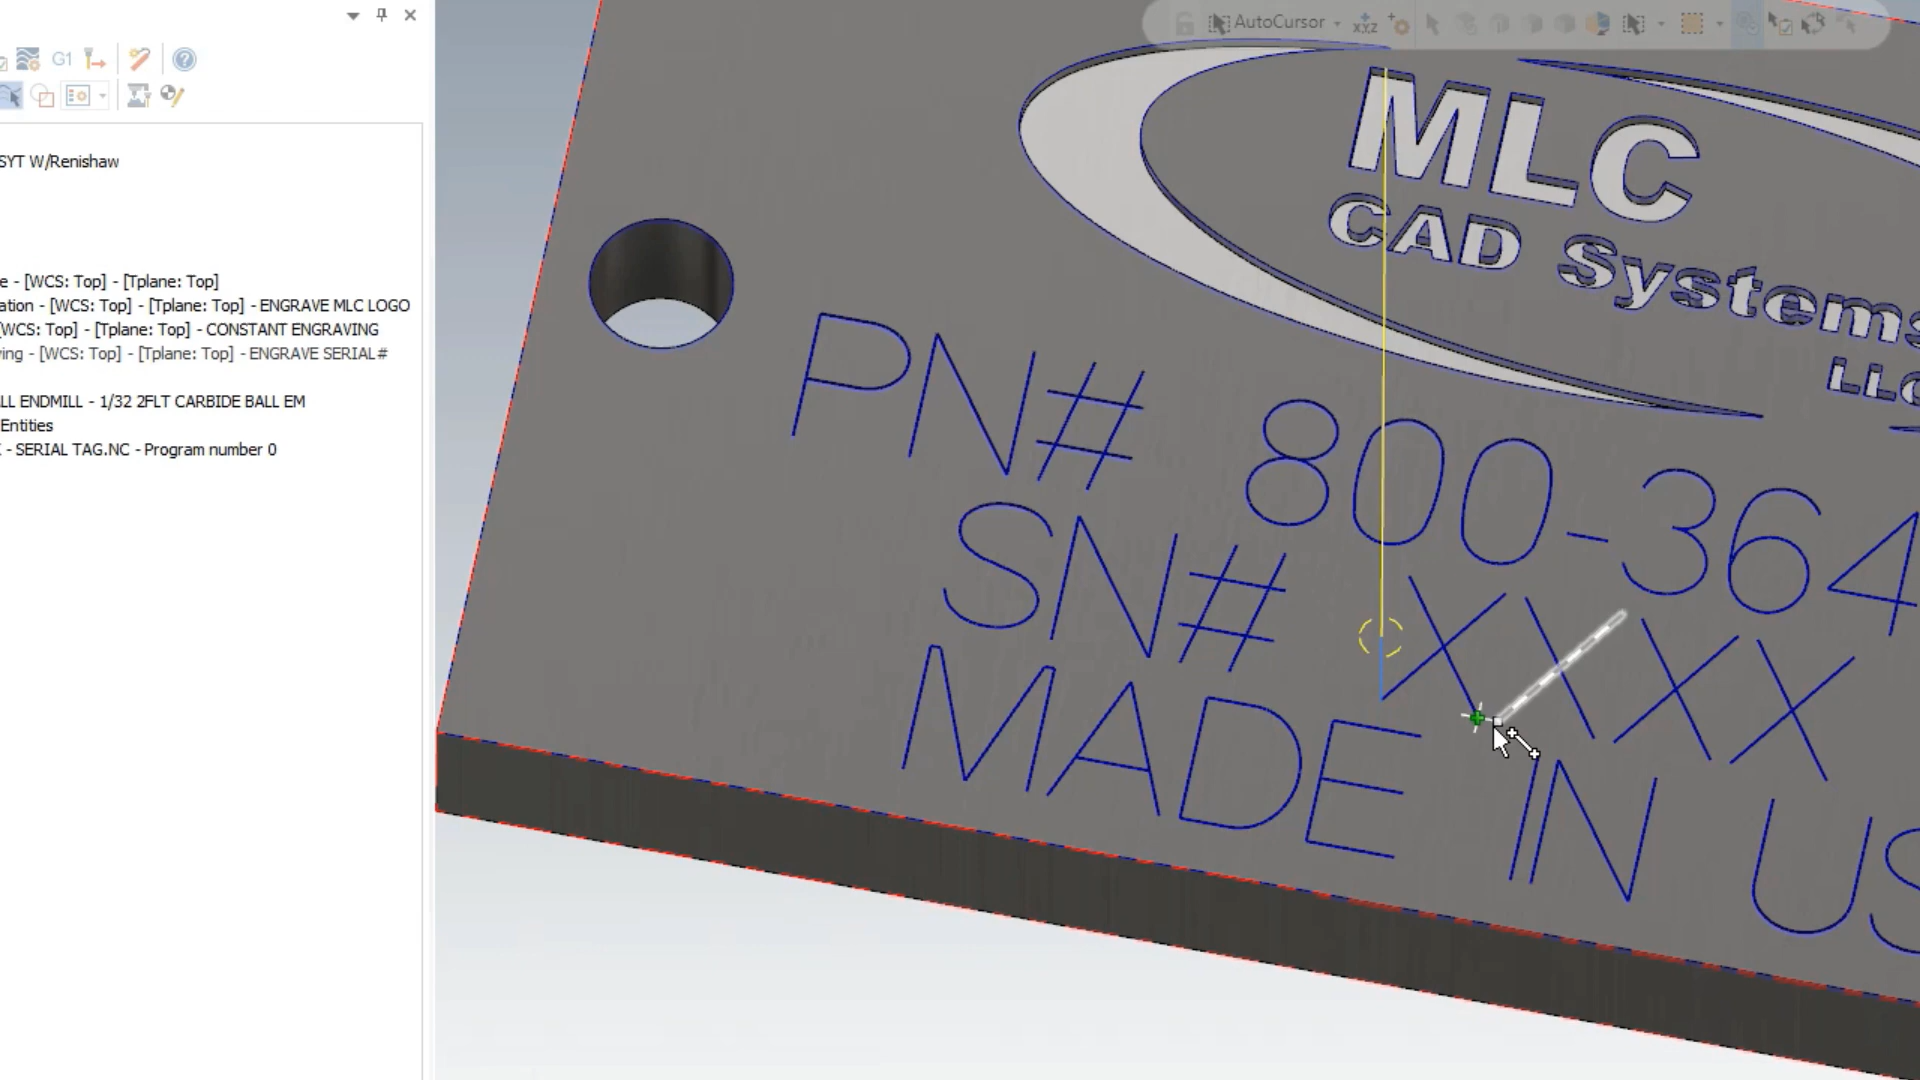 AutoCursor
XYZ
G1
SYT W/Renishaw
e - [WCS: Top] - [Tplane: Top]
ation - [WCS: Top] - [Tplane: Top] - ENGRAVE MLC LOGO
[WCS: Top] - [Tplane: Top] - CONSTANT ENGRAVING
ving - [WCS: Top] - [Tplane: Top] - ENGRAVE SERIAL#
LL ENDMILL - 1/32 2FLT CARBIDE BALL EM
Entities
- SERIAL TAG.NC - Program number 0
MLC
CAD Systems
LLC
PN# 800-364
SN# XXXX
MADE IN US